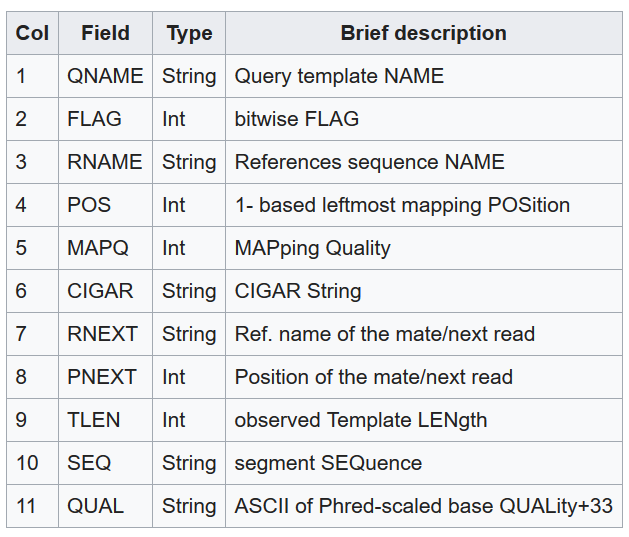 Col Field Type Brief description
1 QNAME String Query template NAME
2 FLAG Int bitwise FLAG
3 RNAME String References sequence NAME
4 POS Int 1- based leftmost mapping POSition
5 MAPQ Int MAPping Quality
6 CIGAR String CIGAR String
7 RNEXT String Ref. name of the mate/next read
8 PNEXT Int Position of the mate/next read
9 TLEN Int observed Template LENgth
10 SEQ String segment SEQuence
11 QUAL String ASCII of Phred-scaled base QUALity+33